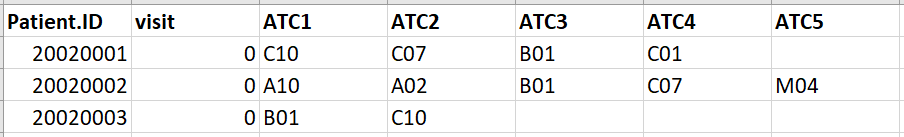 Patient.ID visit ATC1 ATC2 ATC3 ATC4 ATC5
20020001 0 C10 C07 B01 C01
20020002 0 A10 A02 B01 C07 M04
20020003 0 B01 C10